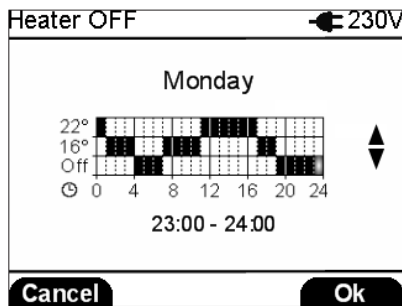 Heater OFF 230V
Monday
22°
16°
Off
0 4 8 12 16 20 24
23:00 - 24:00
Cancel Ok